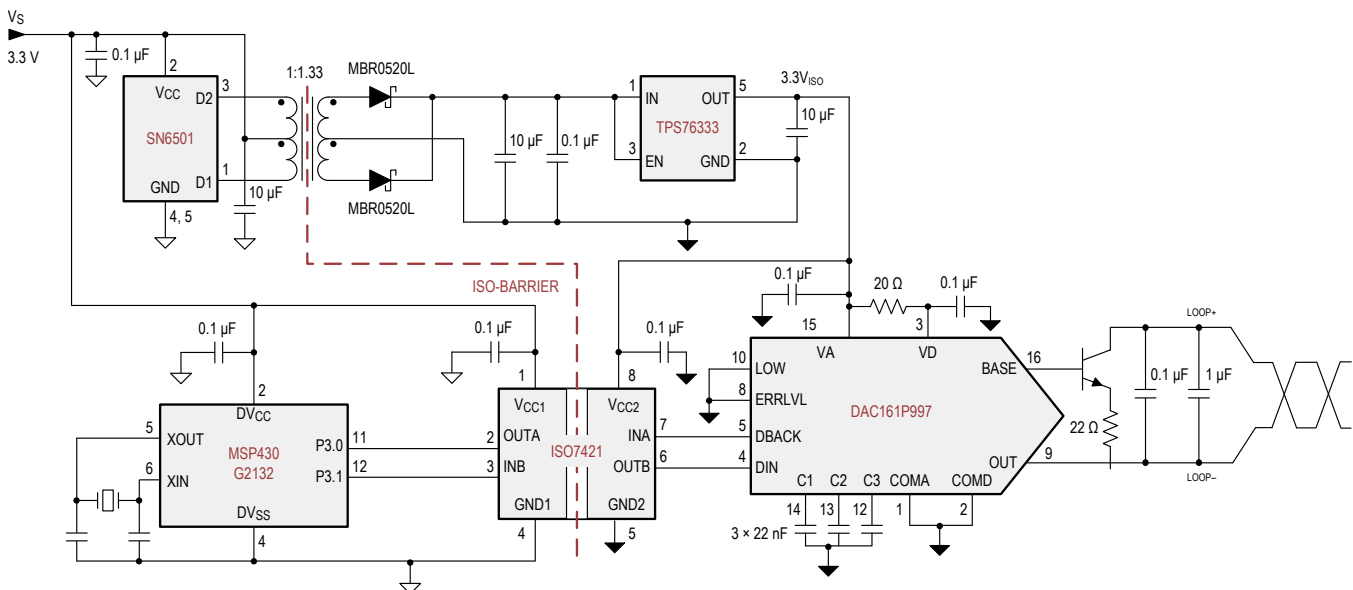 VS
3.3 V
0.1 µF
2
VCC
D2
3
SN6501
D1
1
GND
4, 5
10 µF
1:1.33
MBR0520L
MBR0520L
10 µF
0.1 µF
1
IN
OUT
5
TPS76333
3
EN
GND
2
3.3VISO
10 µF
ISO-BARRIER
0.1 µF
2
DVCC
5
XOUT
6
XIN
MSP430
G2132
P3.0
11
P3.1
12
DVSS
4
0.1 µF
1
VCC1
2
OUTA
3
INB
GND1
4
ISO7421
8
0.1 µF
VCC2
INA
7
OUTB
6
GND2
5
0.1 µF
20 Ω
0.1 µF
15
3
VA
VD
10
LOW
8
ERRLVL
5
DBACK
4
DIN
DAC161P997
BASE
16
OUT
9
C1
C2
C3
COMA
COMD
14
13
12
1
2
3 × 22 nF
22 Ω
0.1 µF
1 µF
LOOP+
LOOP–